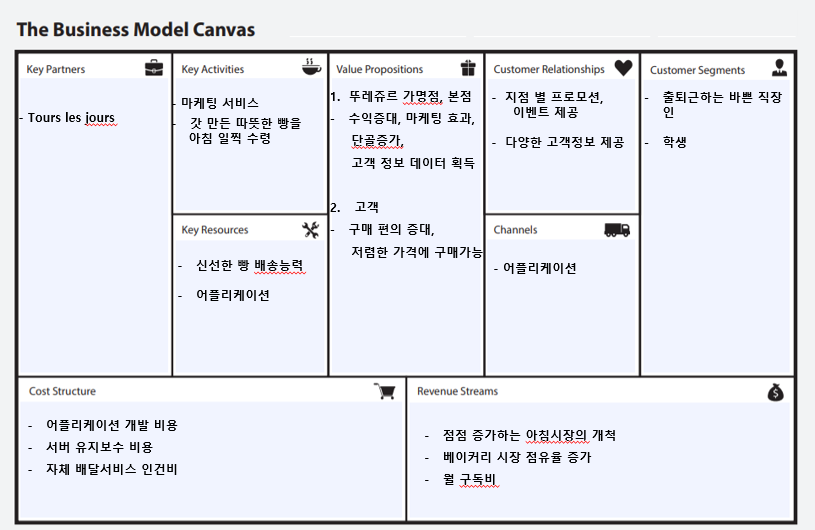 The Business Model Canvas
Key Partners
- Tours les jours
Key Activities
- 마케팅 서비스
- 갓 만든 따뜻한 빵을
아침 일찍 수령
Key Resources
- 신선한 빵 배송능력
- 어플리케이션
Value Propositions
1. 뚜레쥬르 가명점, 본점
- 수익증대, 마케팅 효과,
단골증가,
고객 정보 데이터 획득
2. 고객
- 구매 편의 증대,
저렴한 가격에 구매가능
Customer Relationships
- 지점 별 프로모션,
이벤트 제공
- 다양한 고객정보 제공
Channels
- 어플리케이션
Customer Segments
- 출퇴근하는 바쁜 직장
인
- 학생
Cost Structure
- 어플리케이션 개발 비용
- 서버 유지보수 비용
- 자체 배달서비스 인건비
Revenue Streams
- 점점 증가하는 아침시장의 개척
- 베이커리 시장 점유율 증가
- 월 구독비